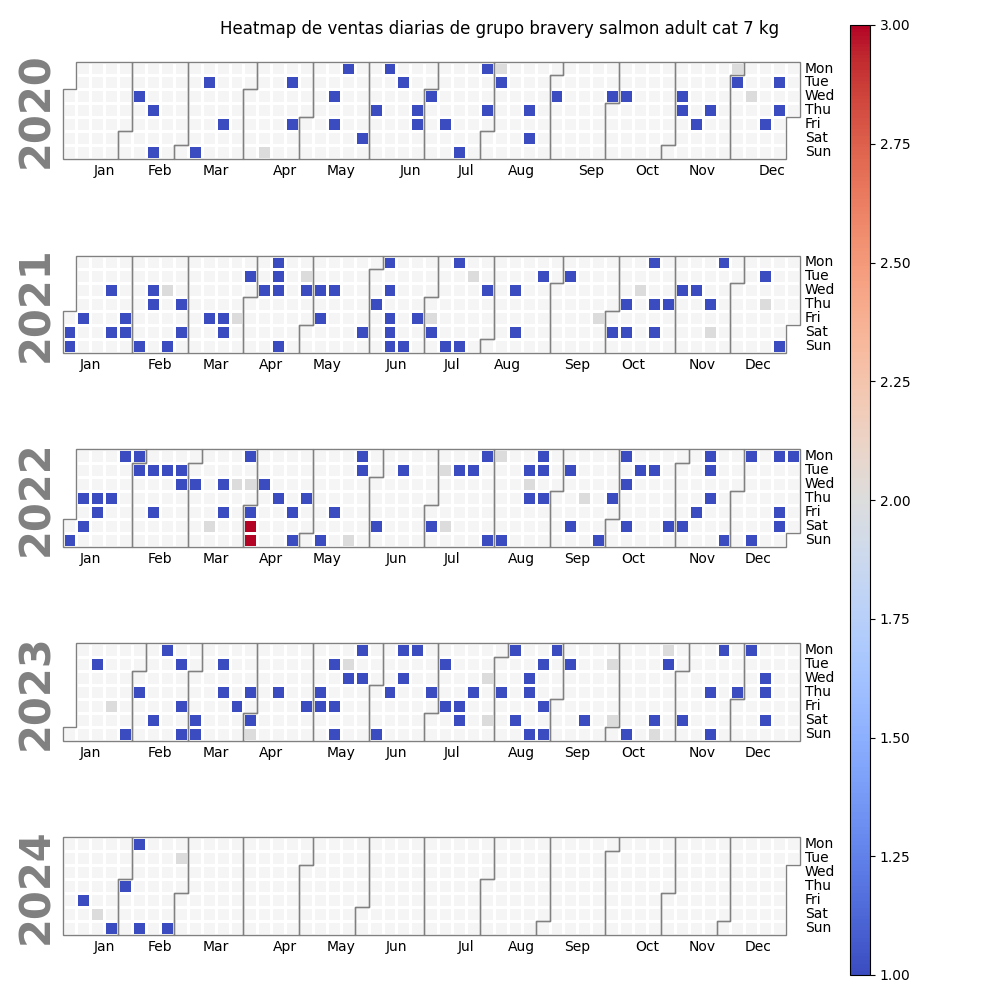 Heatmap de ventas diarias de grupo bravery salmon adult cat 7 kg
2020
Mon
Tue
Wed
Thu
Fri
Sat
Sun
Jan Feb Mar Apr May Jun Jul Aug Sep Oct Nov Dec
2021
Mon
Tue
Wed
Thu
Fri
Sat
Sun
Jan Feb Mar Apr May Jun Jul Aug Sep Oct Nov Dec
2022
Mon
Tue
Wed
Thu
Fri
Sat
Sun
Jan Feb Mar Apr May Jun Jul Aug Sep Oct Nov Dec
2023
Mon
Tue
Wed
Thu
Fri
Sat
Sun
Jan Feb Mar Apr May Jun Jul Aug Sep Oct Nov Dec
2024
Mon
Tue
Wed
Thu
Fri
Sat
Sun
Jan Feb Mar Apr May Jun Jul Aug Sep Oct Nov Dec
3.00
2.75
2.50
2.25
2.00
1.75
1.50
1.25
1.00